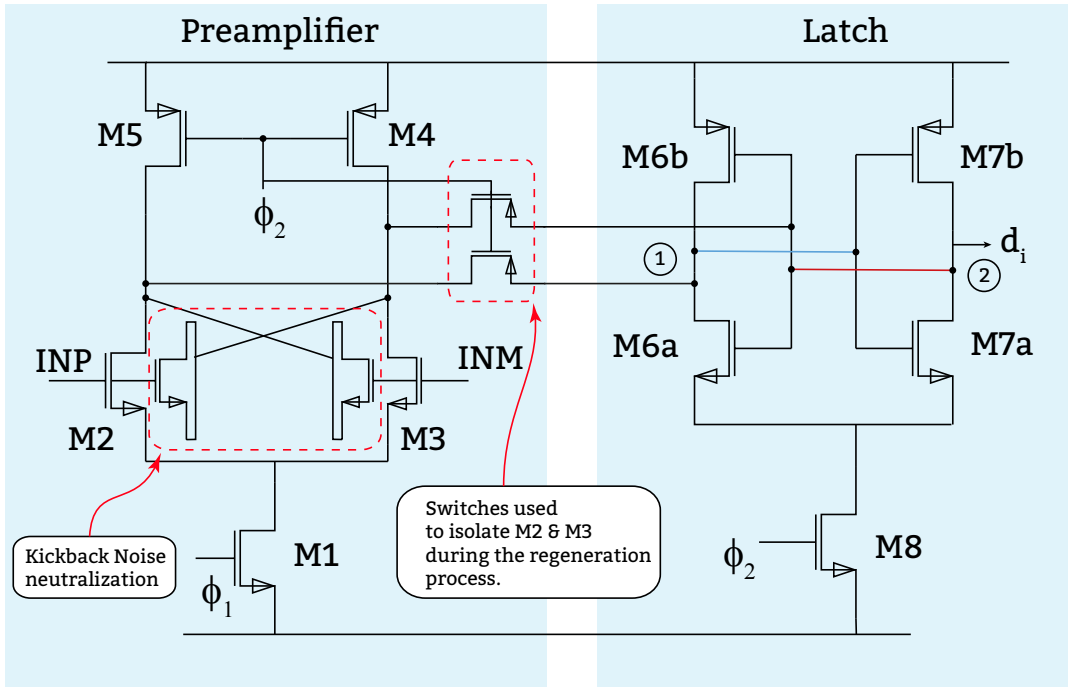 Preamplifier
Latch
M5
M4
M6b
M7b
ϕ2
1
di
2
INP
INM
M6a
M7a
M2
M3
Kickback Noise
neutralization
M1
ϕ1
Switches used
to isolate M2 & M3
during the regeneration
process.
ϕ2
M8